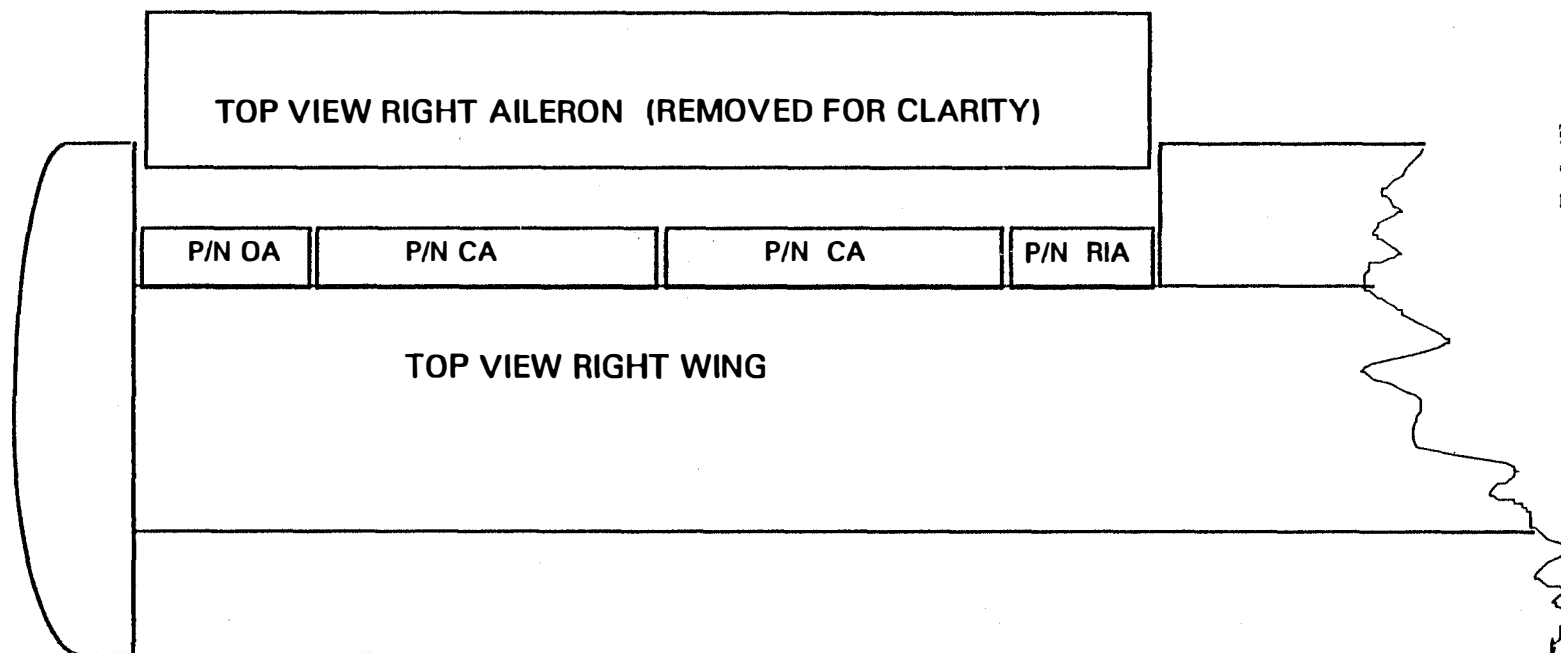 TOP VIEW RIGHT AILERON (REMOVED FOR CLARITY)
P/N OA P/N CA P/N CA P/N RIA
TOP VIEW RIGHT WING